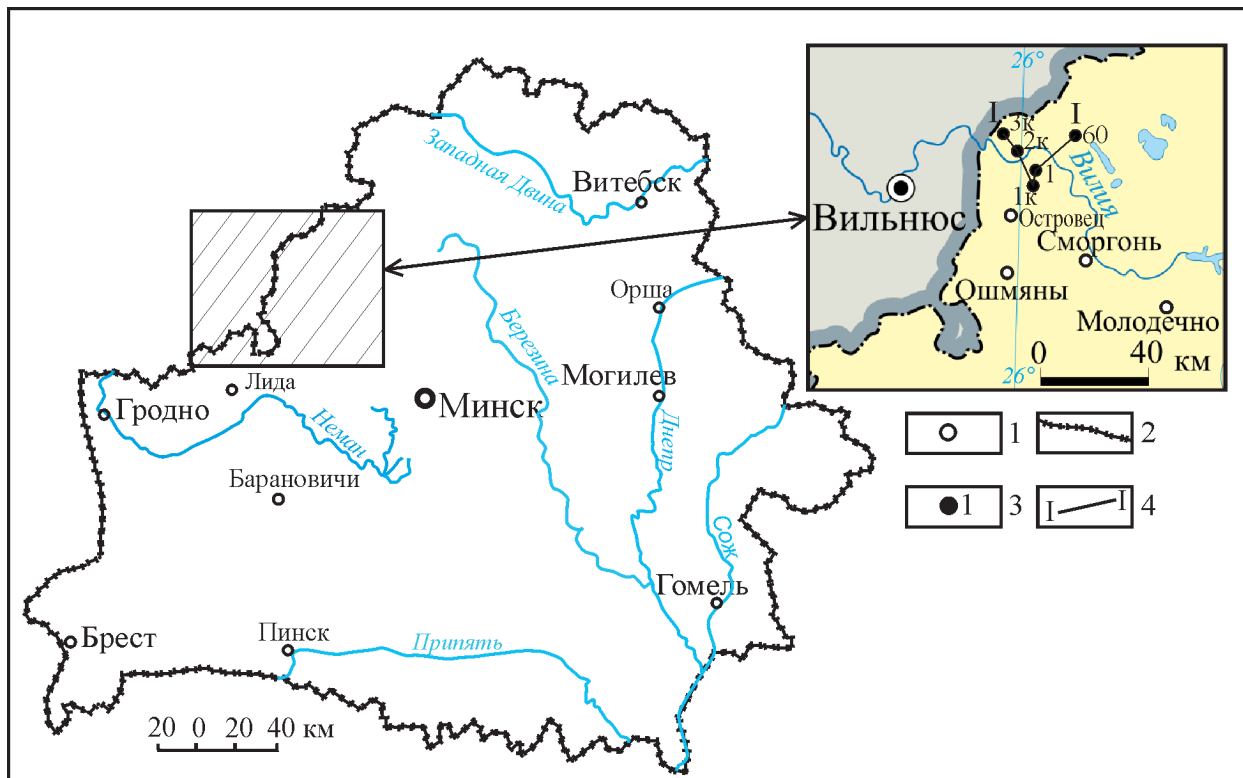 Западная Двина
Витебск
Орша
Березина
Могилев
Днепр
Лида
Гродно
Неман
Минск
Барановичи
Сож
Гомель
Брест
Пинск
Припять
20 0 20 40 км
26°
I
3к
2к
I
60
1
1к
Вилия
Вильнюс
Островец
Сморгонь
Ошмяны
Молодечно
0 40 км
26°
1
2
1 3
I I 4